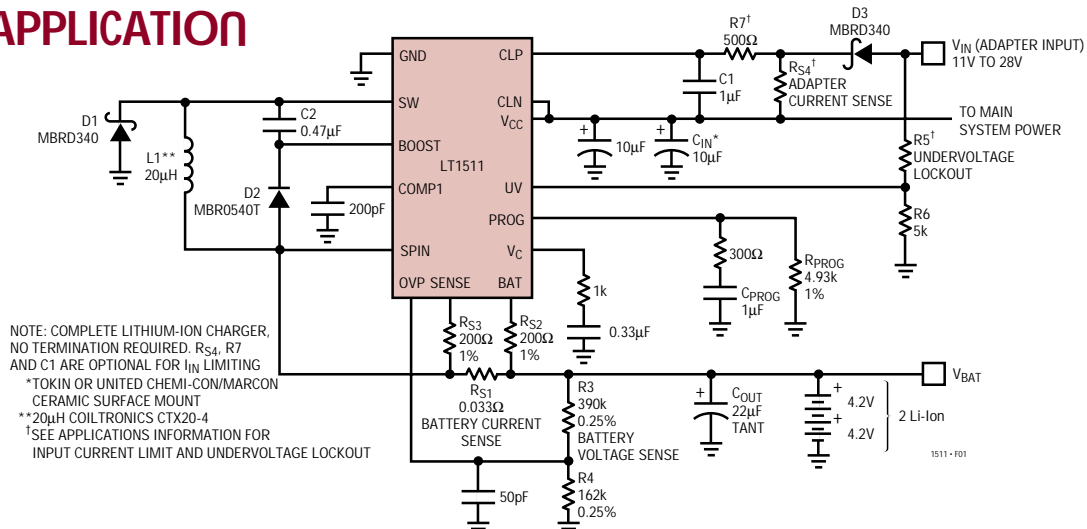 APPLICATION
GND
SW
BOOST
LT1511
COMP1
SPIN
OVP SENSE
BAT
CLP
CLN
VCC
UV
PROG
VC
D1
MBRD340
L1**
20µH
C2
0.47µF
D2
MBR0540T
200pF
R7†
500Ω
C1
1µF
RS4†
ADAPTER
CURRENT SENSE
D3
MBRD340
VIN (ADAPTER INPUT)
11V TO 28V
TO MAIN
SYSTEM POWER
+
10µF
+
CIN*
10µF
R5†
UNDERVOLTAGE
LOCKOUT
R6
5k
300Ω
CPROG
1µF
RPROG
4.93k
1%
1k
0.33µF
RS3
200Ω
1%
RS2
200Ω
1%
RS1
0.033Ω
BATTERY CURRENT
SENSE
R3
390k
0.25%
BATTERY
VOLTAGE SENSE
R4
162k
0.25%
50pF
+
COUT
22µF
TANT
+
4.2V
+
4.2V
2 Li-Ion
VBAT
NOTE: COMPLETE LITHIUM-ION CHARGER,
NO TERMINATION REQUIRED. RS4, R7
AND C1 ARE OPTIONAL FOR IIN LIMITING
*TOKIN OR UNITED CHEMI-CON/MARCON
CERAMIC SURFACE MOUNT
**20µH COILTRONICS CTX20-4
†SEE APPLICATIONS INFORMATION FOR
INPUT CURRENT LIMIT AND UNDERVOLTAGE LOCKOUT
1511 • F01